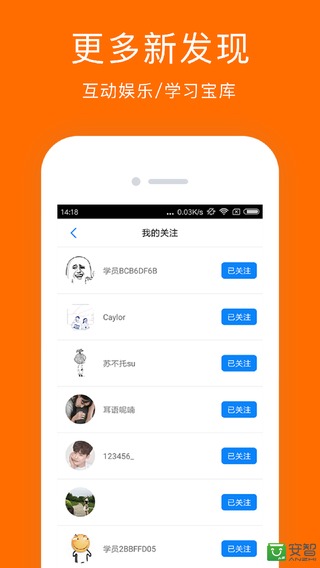 更多新发现
互动娱乐/学习宝库
14:18
... 0.03K/s
我的关注
学员BCB6DF6B
已关注
Caylor
已关注
苏不托su
已关注
耳语呢喃
已关注
123456_
已关注
已关注
学员2BBFFD05
已关注
安智
ANZHI